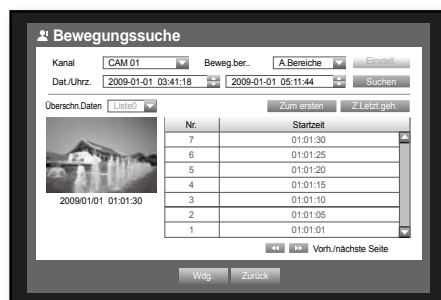 Bewegungssuche
Kanal CAM 01 Beweg.ber.. A.Bereiche Einstell.
Dat./Uhrz. 2009-01-01 03:41:18 2009-01-01 05:11:44 Suchen
Überschn.Daten Liste0 Zum ersten Z.Letzt.geh.
Nr. Startzeit
7 01:01:30
6 01:01:25
5 01:01:20
4 01:01:15
3 01:01:10
2 01:01:05
1 01:01:01
2009/01/01 01:01:30
Vorh./nächste Seite
Wdg. Zurück